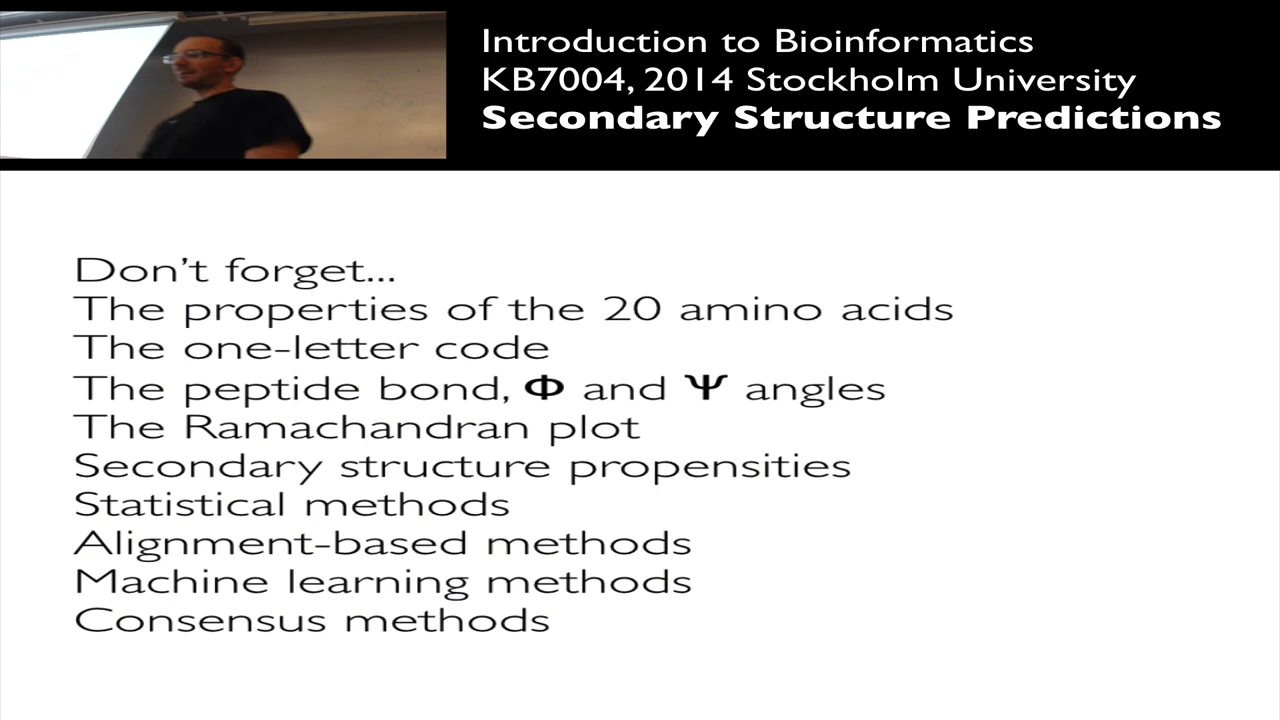 Introduction to Bioinformatics
KB7004, 2014 Stockholm University
Secondary Structure Predictions
Don't forget...
The properties of the 20 amino acids
The one-letter code
The peptide bond, Φ and Ψ angles
The Ramachandran plot
Secondary structure propensities
Statistical methods
Alignment-based methods
Machine learning methods
Consensus methods